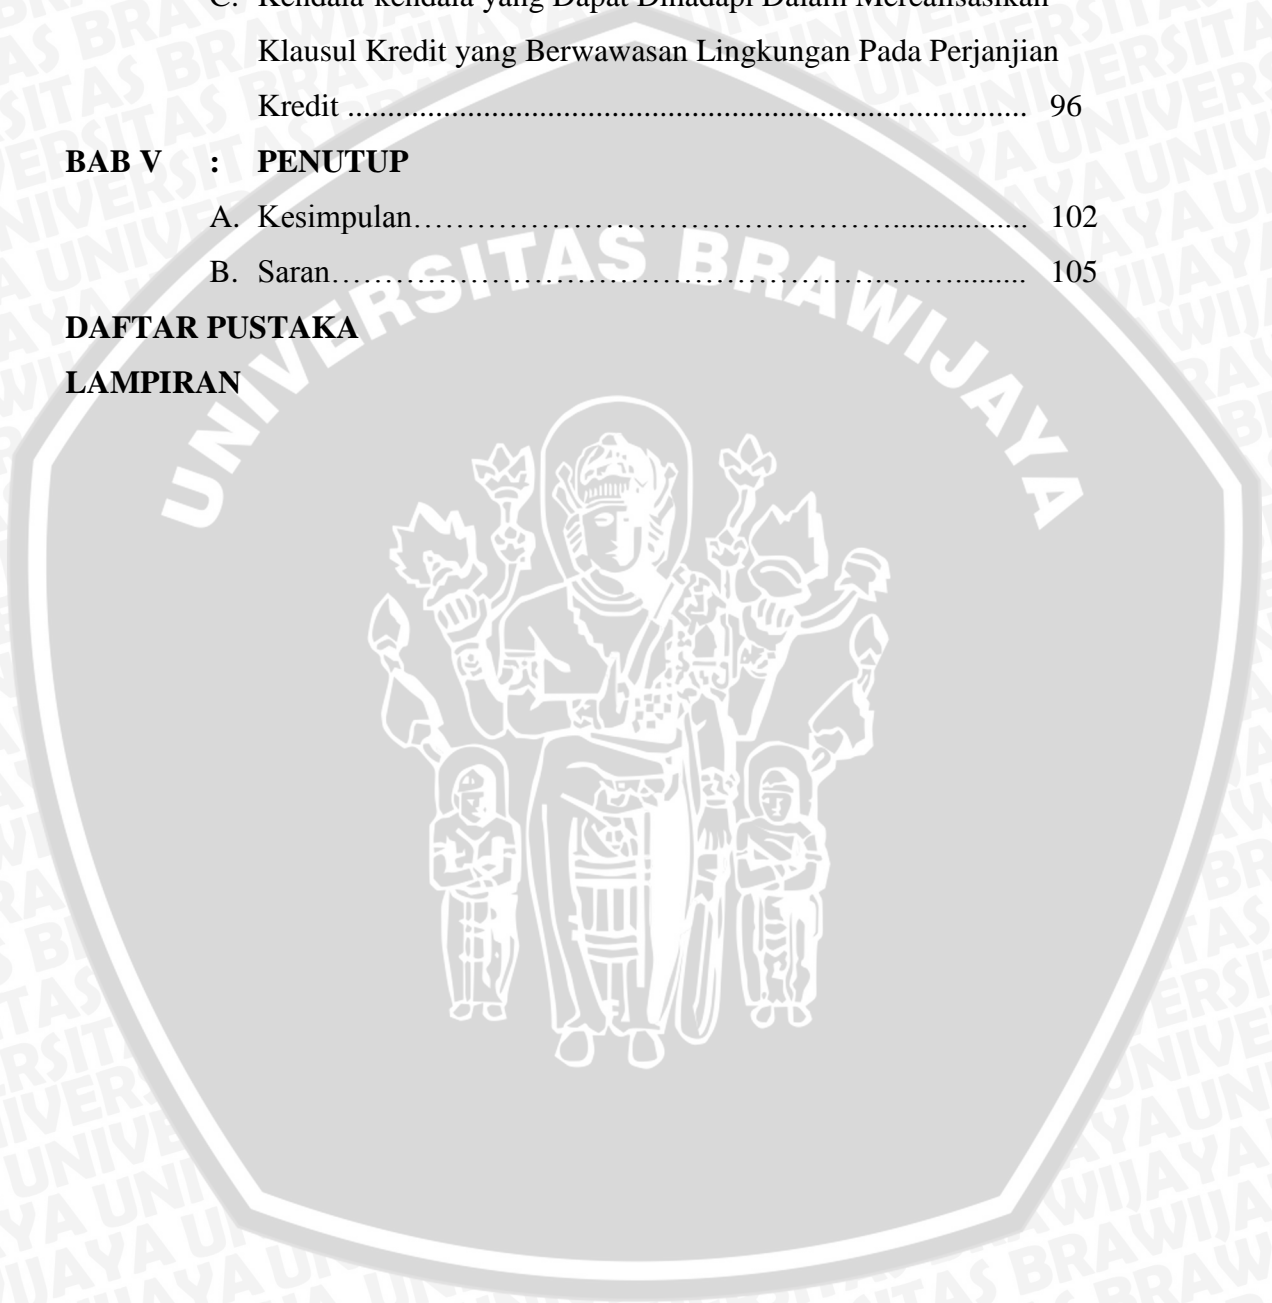 C. Kendala-kendala yang Dapat Dihadapi Dalam Merealisasikan
Klausul Kredit yang Berwawasan Lingkungan Pada Perjanjian
Kredit ..................................................................................... 96
BAB V : PENUTUP
A. Kesimpulan……………………………………….................. 102
B. Saran………………………………………………….......... 105
DAFTAR PUSTAKA
LAMPIRAN
UNIVERSITAS BRAWIJAYA